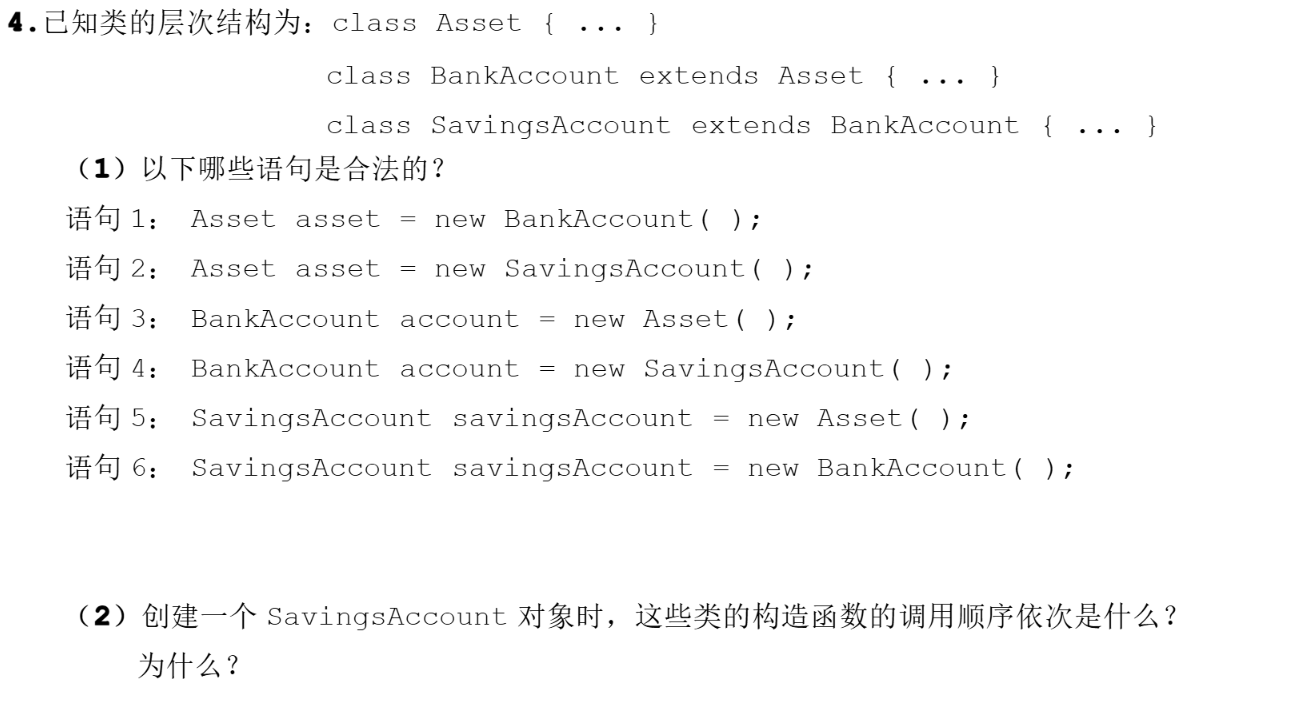 4.已知类的层次结构为：class Asset { ... }
class BankAccount extends Asset { ... }
class SavingsAccount extends BankAccount { ... }
（1）以下哪些语句是合法的？
语句 1： Asset asset = new BankAccount( );
语句 2： Asset asset = new SavingsAccount( );
语句 3： BankAccount account = new Asset( );
语句 4： BankAccount account = new SavingsAccount( );
语句 5： SavingsAccount savingsAccount = new Asset( );
语句 6： SavingsAccount savingsAccount = new BankAccount( );
（2）创建一个 SavingsAccount 对象时，这些类的构造函数的调用顺序依次是什么？
为什么？